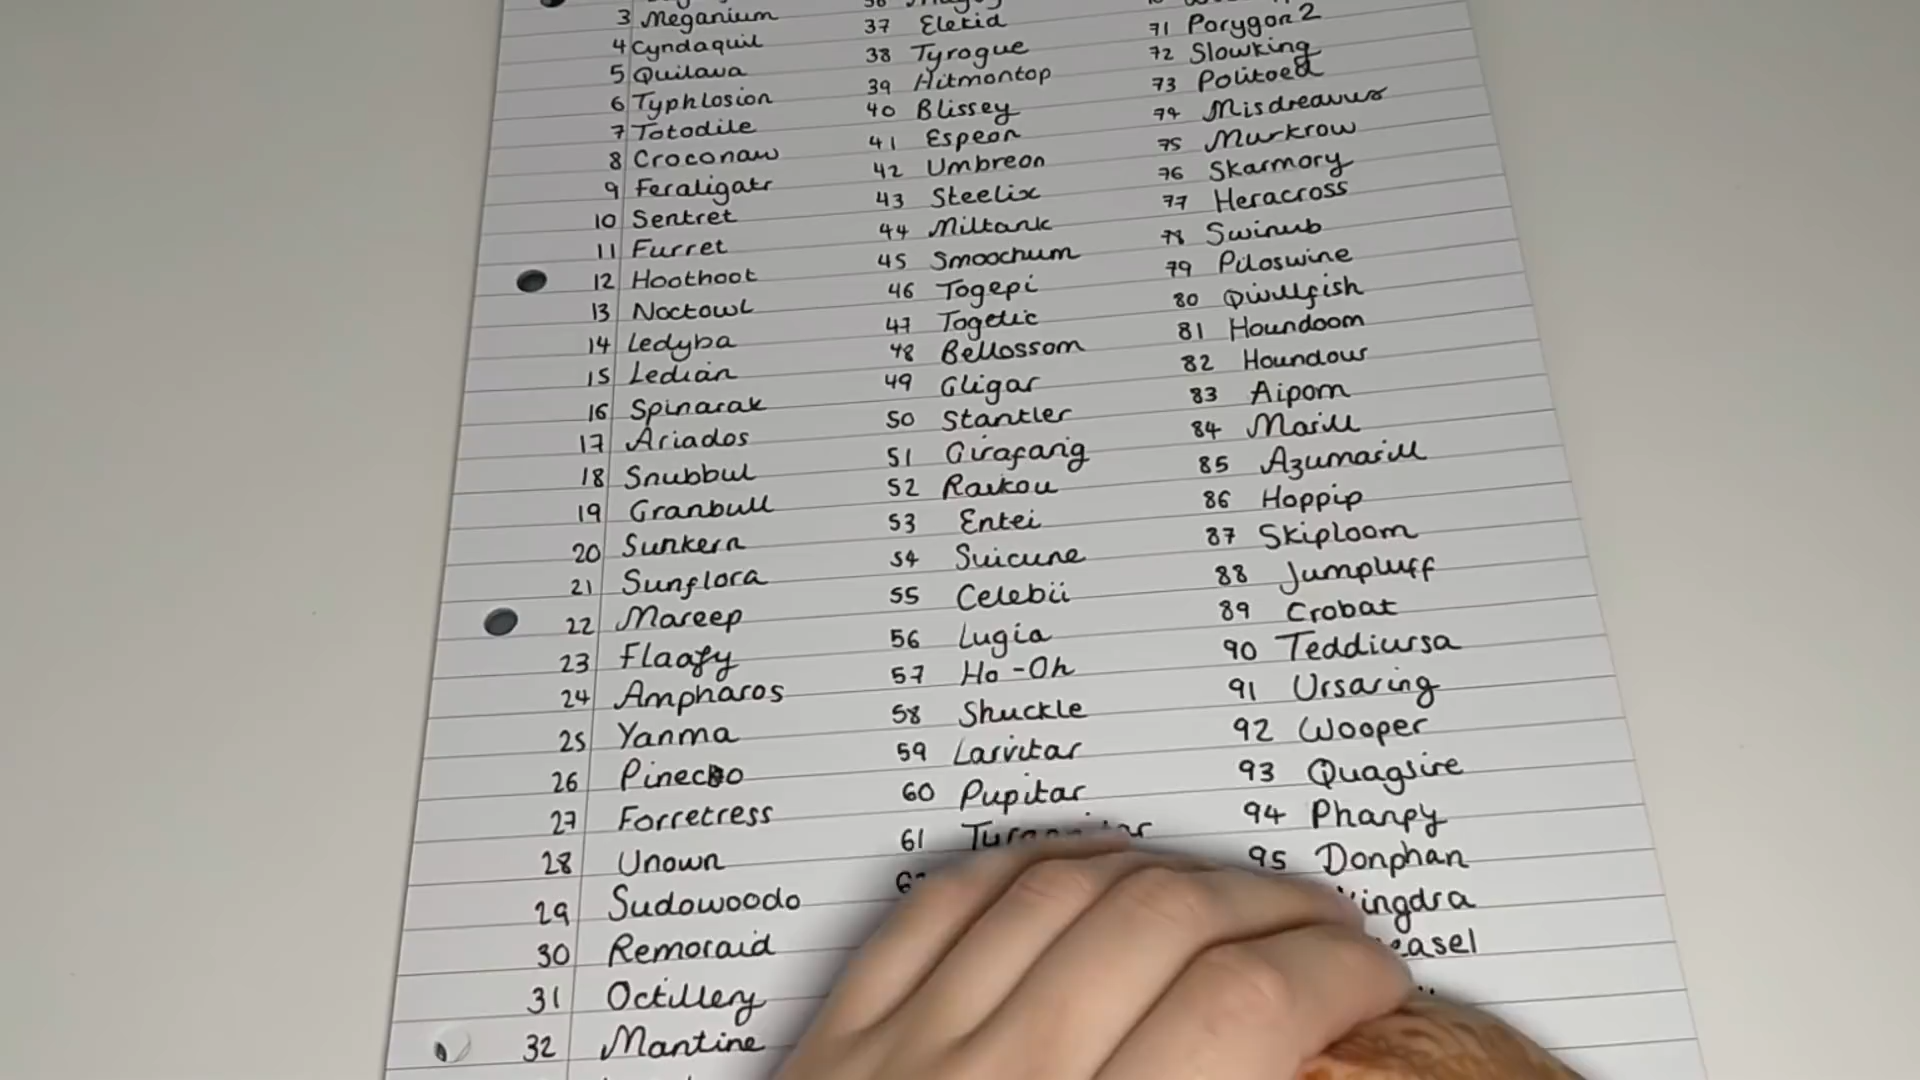 3 Meganium
4 Cyndaquil
5 Quilava
6 Typhlosion
7 Totodile
8 Croconaw
9 Feraligatr
10 Sentret
11 Furret
12 Hoothoot
13 Noctowl
14 Ledyba
15 Ledian
16 Spinarak
17 Ariados
18 Snubbul
19 Granbull
20 Sunkern
21 Sunflora
22 Mareep
23 Flaafy
24 Ampharos
25 Yanma
26 Pineco
27 Forretress
28 Unown
29 Sudowoodo
30 Remoraid
31 Octillery
32 Mantine
37 Elekid
38 Tyrogue
39 Hitmontop
40 Blissey
41 Espeon
42 Umbreon
43 Steelix
44 Miltank
45 Smoochum
46 Togepi
47 Togetic
48 Bellossom
49 Gligar
50 Stantler
51 Girafarig
52 Raikou
53 Entei
54 Suicune
55 Celebii
56 Lugia
57 Ho-Oh
58 Shuckle
59 Larvitar
60 Pupitar
61
71 Porygon2
72 Slowking
73 Politoed
74 Misdreavus
75 Murkrow
76 Skarmory
77 Heracross
78 Swinub
79 Piloswine
80 Qwillfish
81 Houndoom
82 Houndour
83 Aipom
84 Marill
85 Azumarill
86 Hoppip
87 Skiploom
88 Jumpluff
89 Crobat
90 Teddiursa
91 Ursaring
92 Wooper
93 Quagsire
94 Phanpy
95 Donphan
ingdra
easel